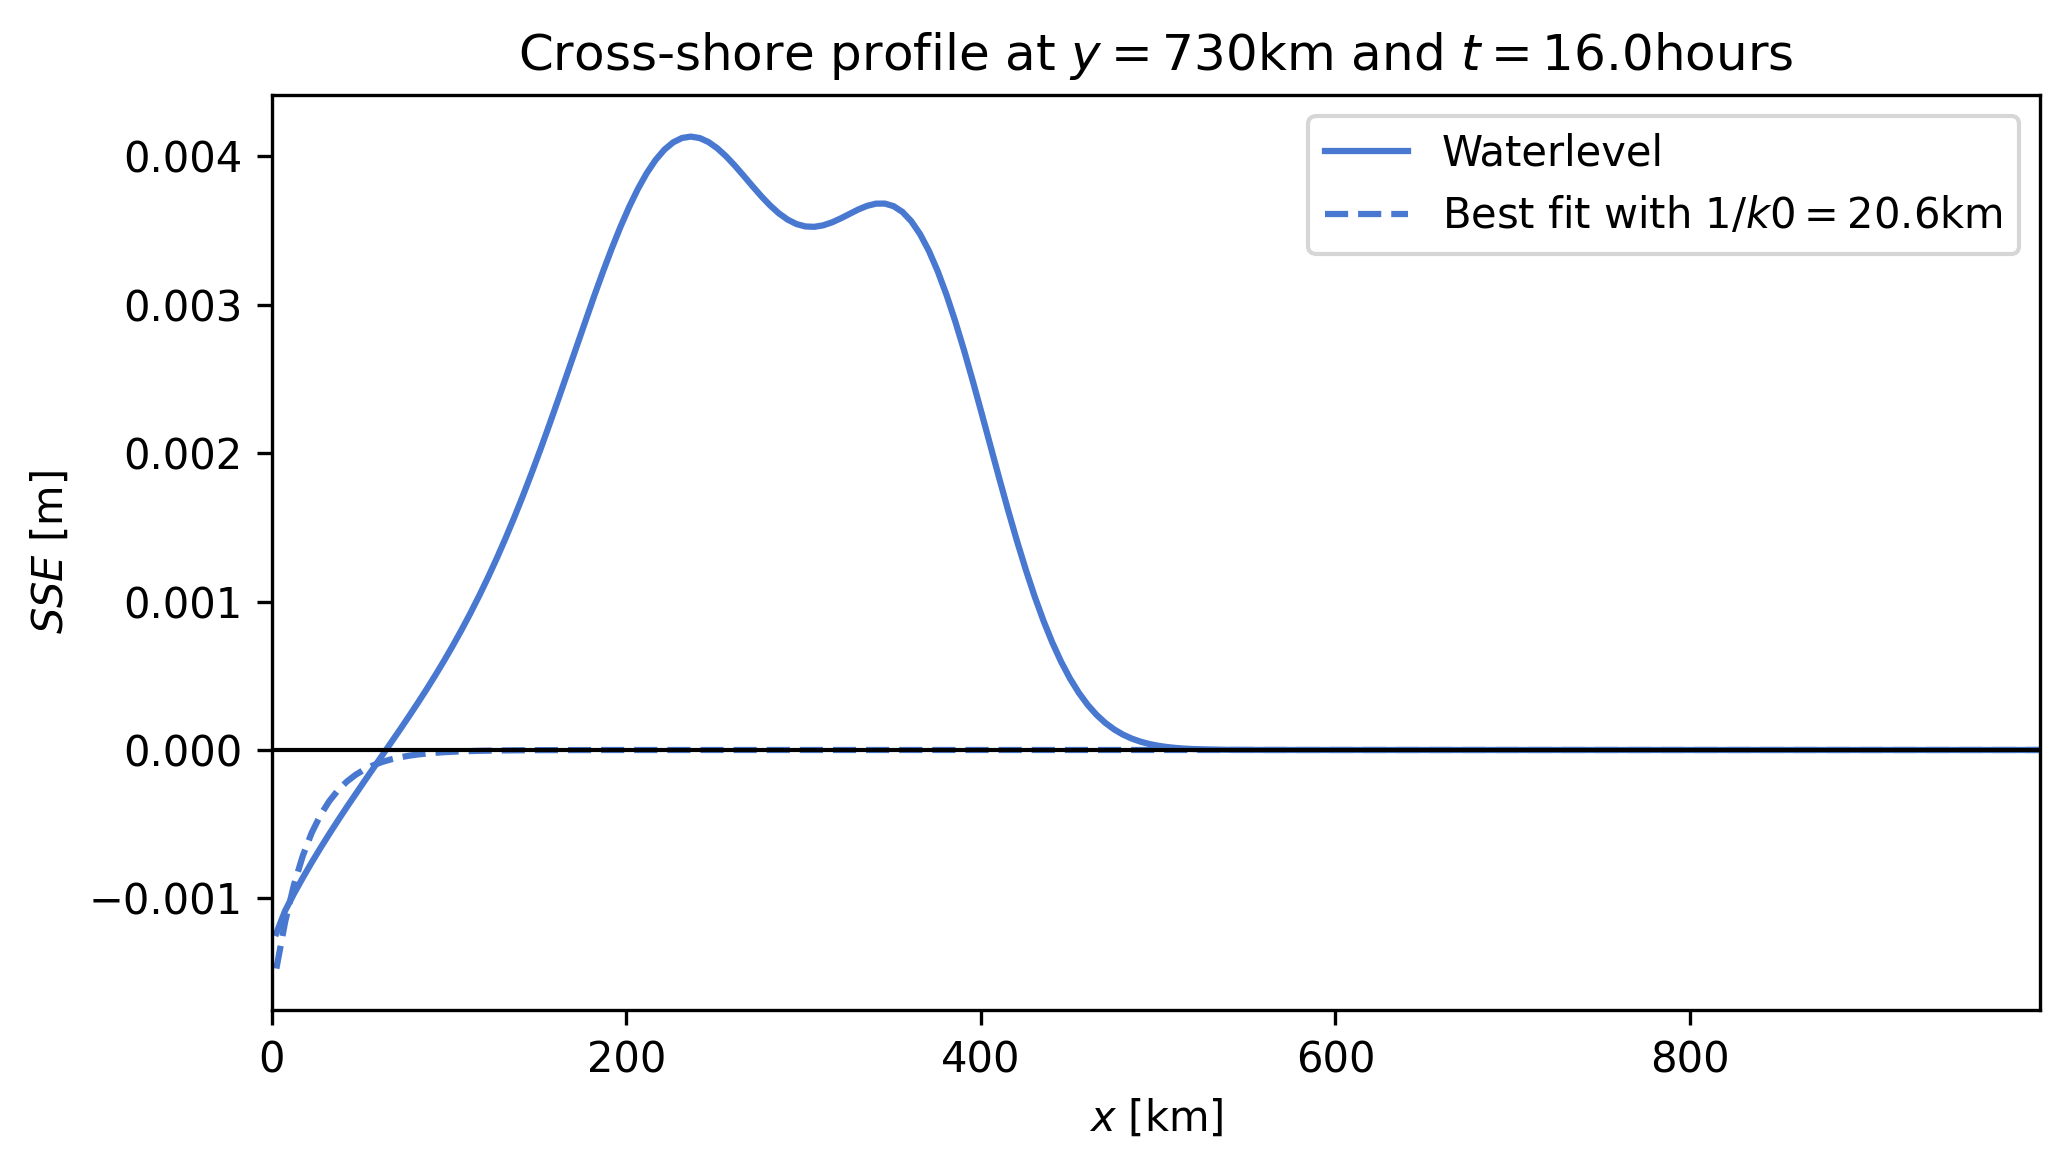 Cross-shore profile at y = 730km and t = 16.0hours
Waterlevel
Best fit with 1/k0 = 20.6km
0.004
0.003
0.002
0.001
0.000
−0.001
SSE [m]
0 200 400 600 800
x [km]